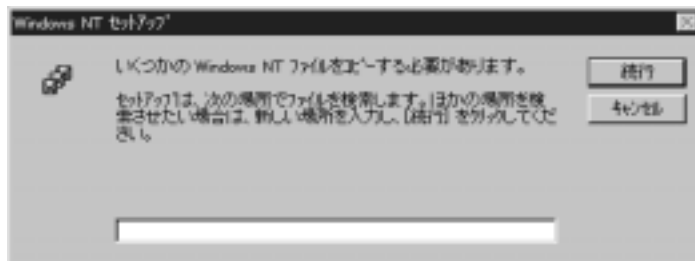 Windows NT セットアップ
いくつかの Windows NT ファイルをコピーする必要があります。
続行
セットアップは、次の場所でファイルを検索します。ほかの場所を検
索させたい場合は、新しい場所を入力し、[続行] をクリックしてくだ
さい。
キャンセル